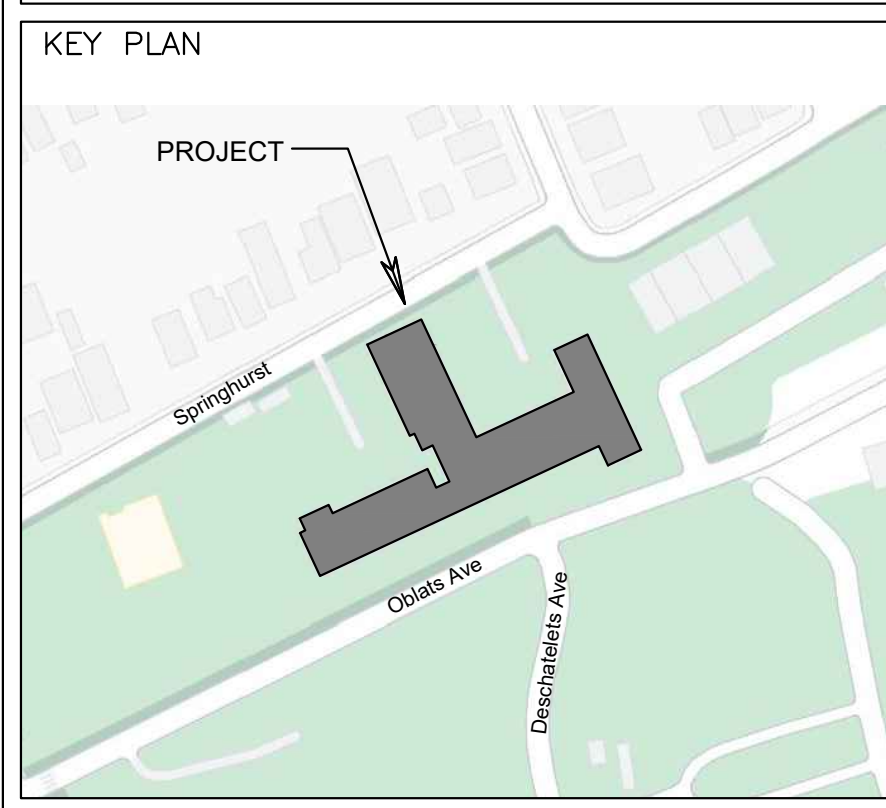 KEY PLAN
PROJECT
Springhurst
Oblats Ave
Deschatelets Ave